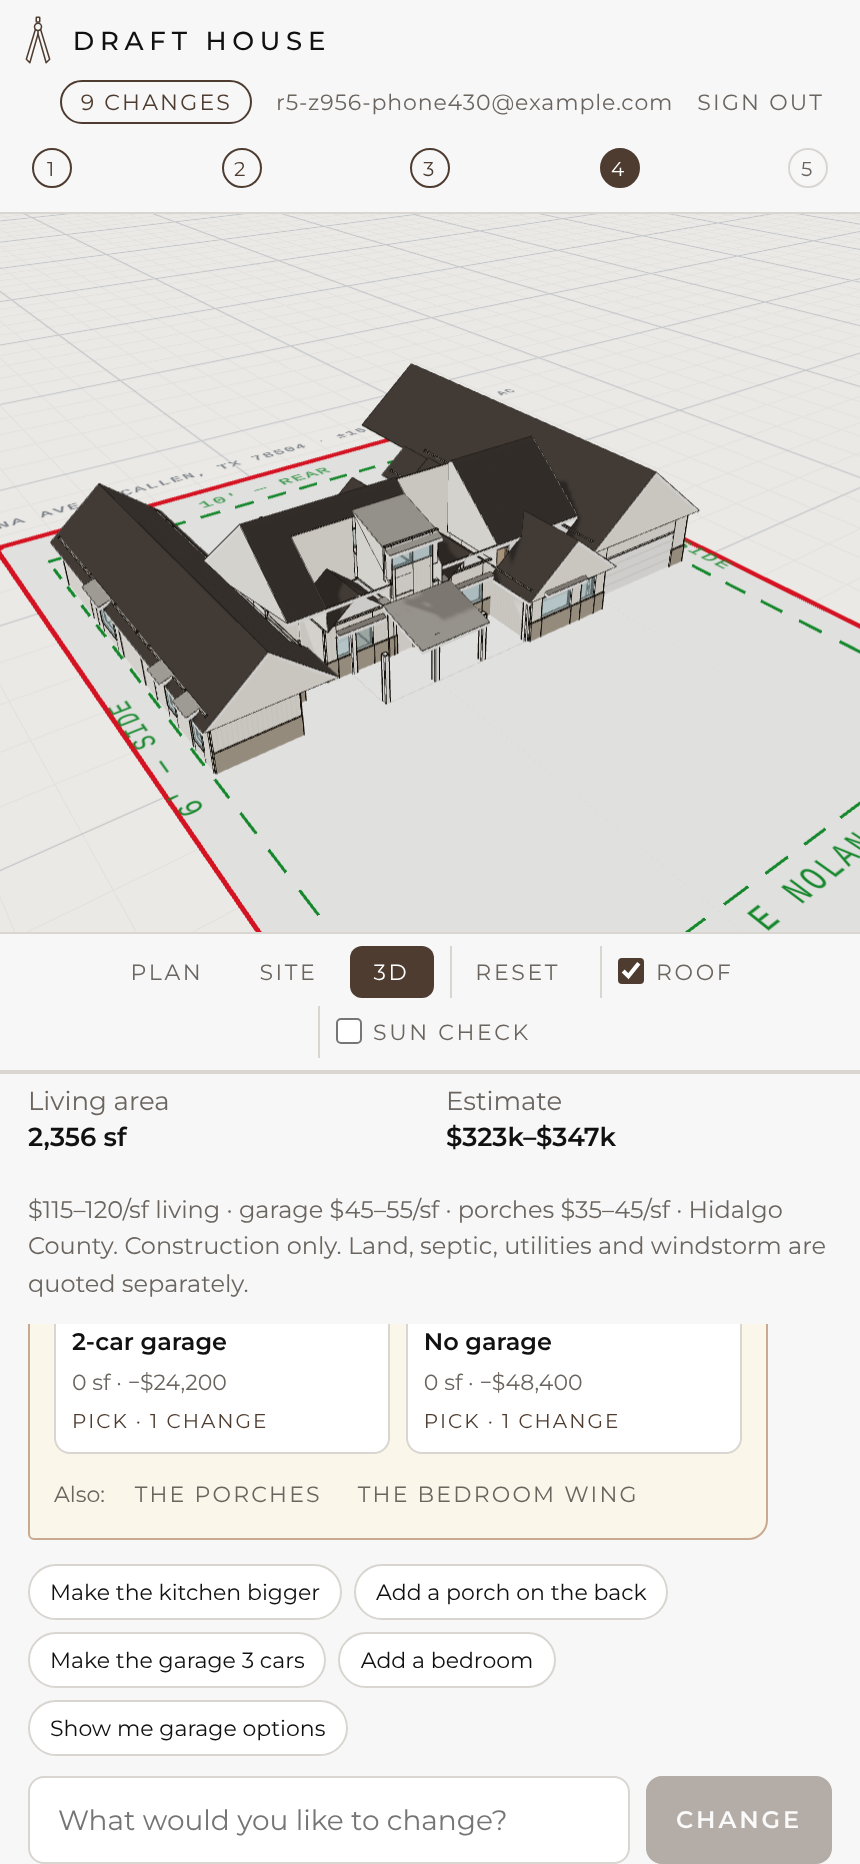 DRAFT HOUSE
9 CHANGES r5-z956-phone430@example.com SIGN OUT
1 2 3 4 5
CALLEN, TX 78504
10' — REAR
SIDE
E NOLAN
PLAN SITE 3D RESET ROOF
SUN CHECK
Living area Estimate
2,356 sf $323k–$347k
$115–120/sf living · garage $45–55/sf · porches $35–45/sf · Hidalgo
County. Construction only. Land, septic, utilities and windstorm are
quoted separately.
2-car garage No garage
0 sf · −$24,200 0 sf · −$48,400
PICK · 1 CHANGE PICK · 1 CHANGE
Also: THE PORCHES THE BEDROOM WING
Make the kitchen bigger Add a porch on the back
Make the garage 3 cars Add a bedroom
Show me garage options
What would you like to change? CHANGE